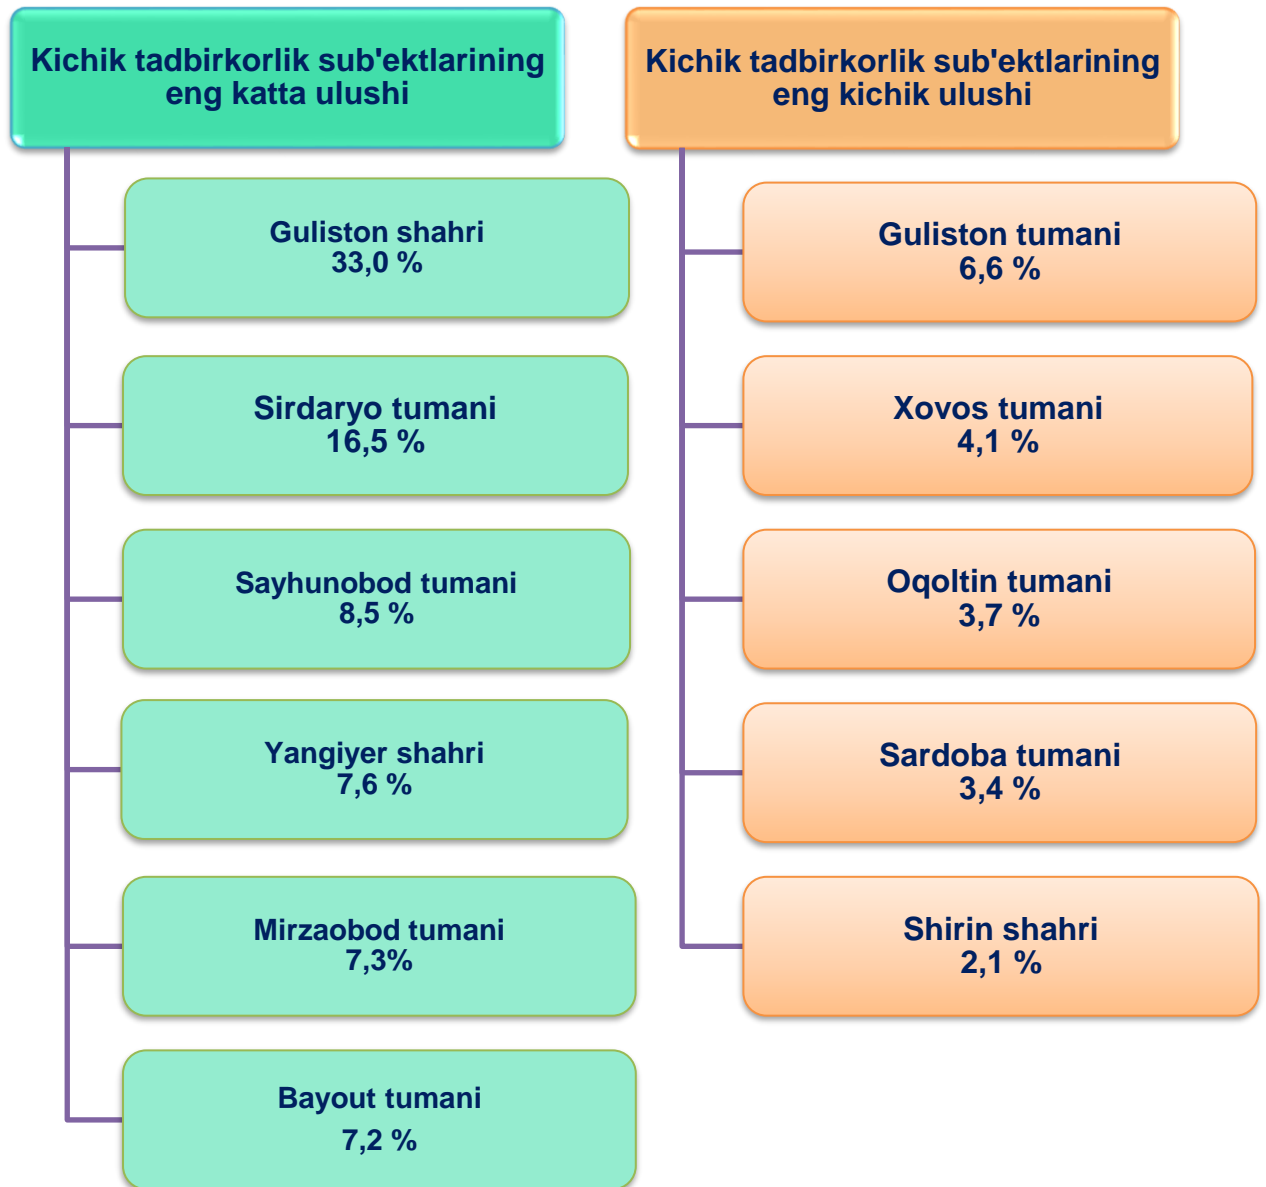 Kichik tadbirkorlik sub'ektlarining
eng katta ulushi
Guliston shahri
33,0 %
Sirdaryo tumani
16,5 %
Sayhunobod tumani
8,5 %
Yangiyer shahri
7,6 %
Mirzaobod tumani
7,3%
Bayout tumani
7,2 %
Kichik tadbirkorlik sub'ektlarining
eng kichik ulushi
Guliston tumani
6,6 %
Xovos tumani
4,1 %
Oqoltin tumani
3,7 %
Sardoba tumani
3,4 %
Shirin shahri
2,1 %